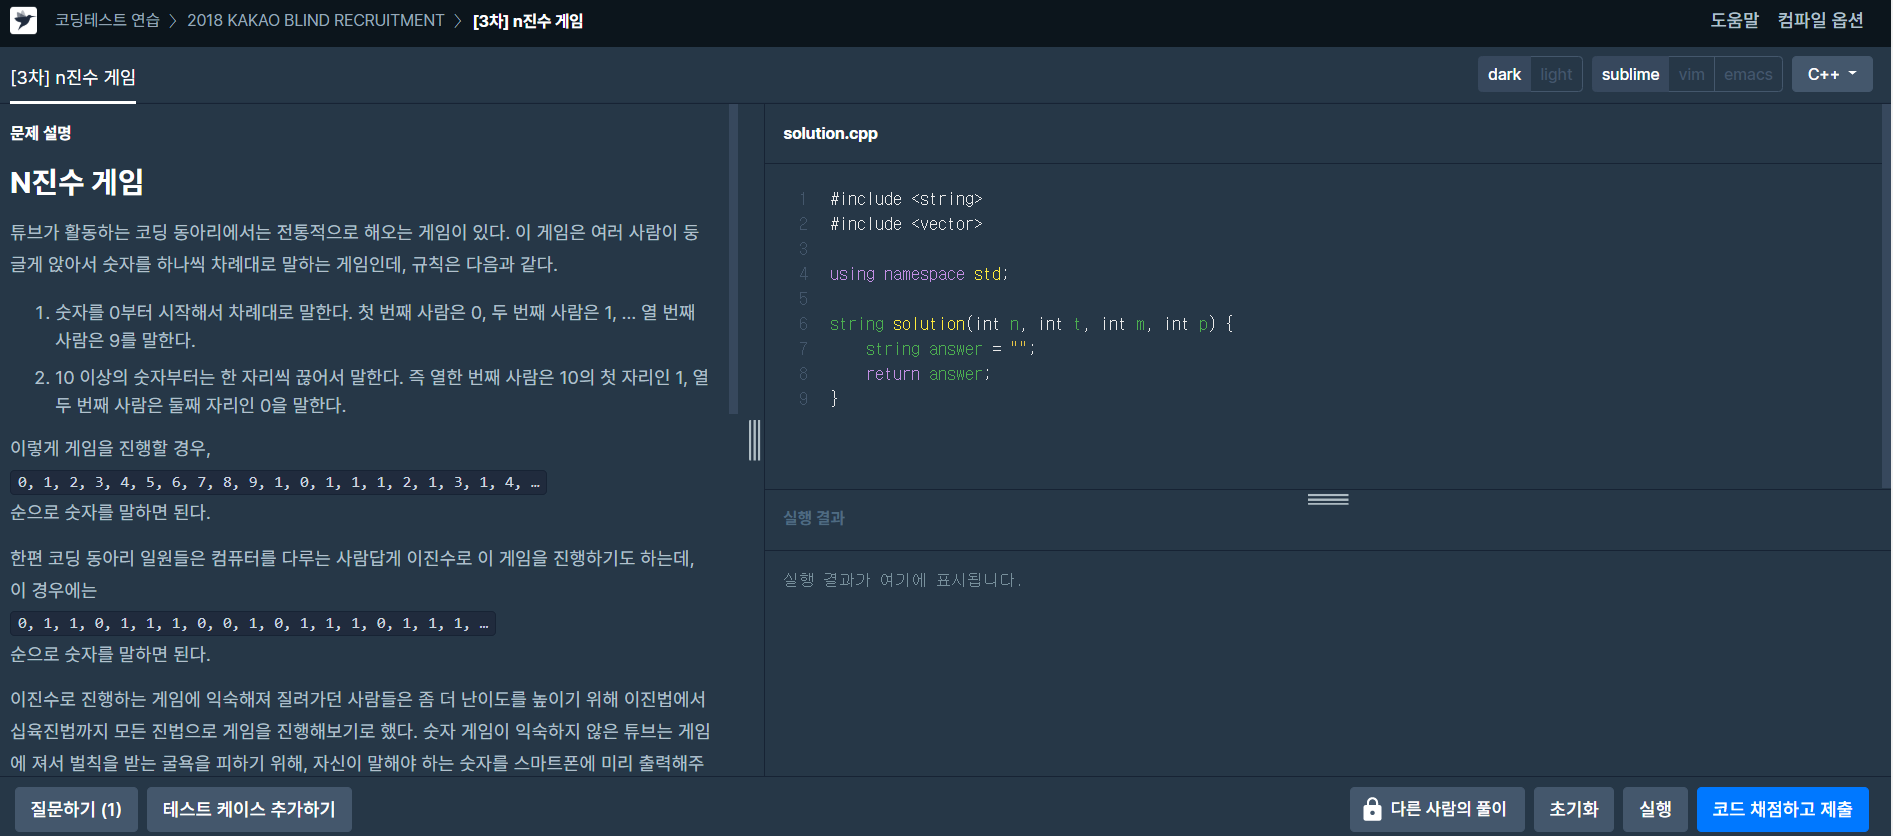 코딩테스트 연습 > 2018 KAKAO BLIND RECRUITMENT > [3차] n진수 게임
도움말 컴파일 옵션
[3차] n진수 게임
dark light sublime vim emacs C++
문제 설명
N진수 게임
튜브가 활동하는 코딩 동아리에서는 전통적으로 해오는 게임이 있다. 이 게임은 여러 사람이 둥
글게 앉아서 숫자를 하나씩 차례대로 말하는 게임인데, 규칙은 다음과 같다.
1. 숫자를 0부터 시작해서 차례대로 말한다. 첫 번째 사람은 0, 두 번째 사람은 1, … 열 번째
사람은 9를 말한다.
2. 10 이상의 숫자부터는 한 자리씩 끊어서 말한다. 즉 열한 번째 사람은 10의 첫 자리인 1, 열
두 번째 사람은 둘째 자리인 0을 말한다.
이렇게 게임을 진행할 경우,
0, 1, 2, 3, 4, 5, 6, 7, 8, 9, 1, 0, 1, 1, 1, 2, 1, 3, 1, 4, …
순으로 숫자를 말하면 된다.
한편 코딩 동아리 일원들은 컴퓨터를 다루는 사람답게 이진수로 이 게임을 진행하기도 하는데,
이 경우에는
0, 1, 1, 0, 1, 1, 1, 0, 0, 1, 0, 1, 1, 1, 0, 1, 1, 1, …
순으로 숫자를 말하면 된다.
이진수로 진행하는 게임에 익숙해져 질려가던 사람들은 좀 더 난이도를 높이기 위해 이진법에서
십육진법까지 모든 진법으로 게임을 진행해보기로 했다. 숫자 게임이 익숙하지 않은 튜브는 게임
에 져서 벌칙을 받는 굴욕을 피하기 위해, 자신이 말해야 하는 숫자를 스마트폰에 미리 출력해주
solution.cpp
1 #include <string>
2 #include <vector>
3
4 using namespace std;
5
6 string solution(int n, int t, int m, int p) {
7     string answer = "";
8     return answer;
9 }
실행 결과
실행 결과가 여기에 표시됩니다.
질문하기 (1) 테스트 케이스 추가하기
다른 사람의 풀이 초기화 실행 코드 채점하고 제출